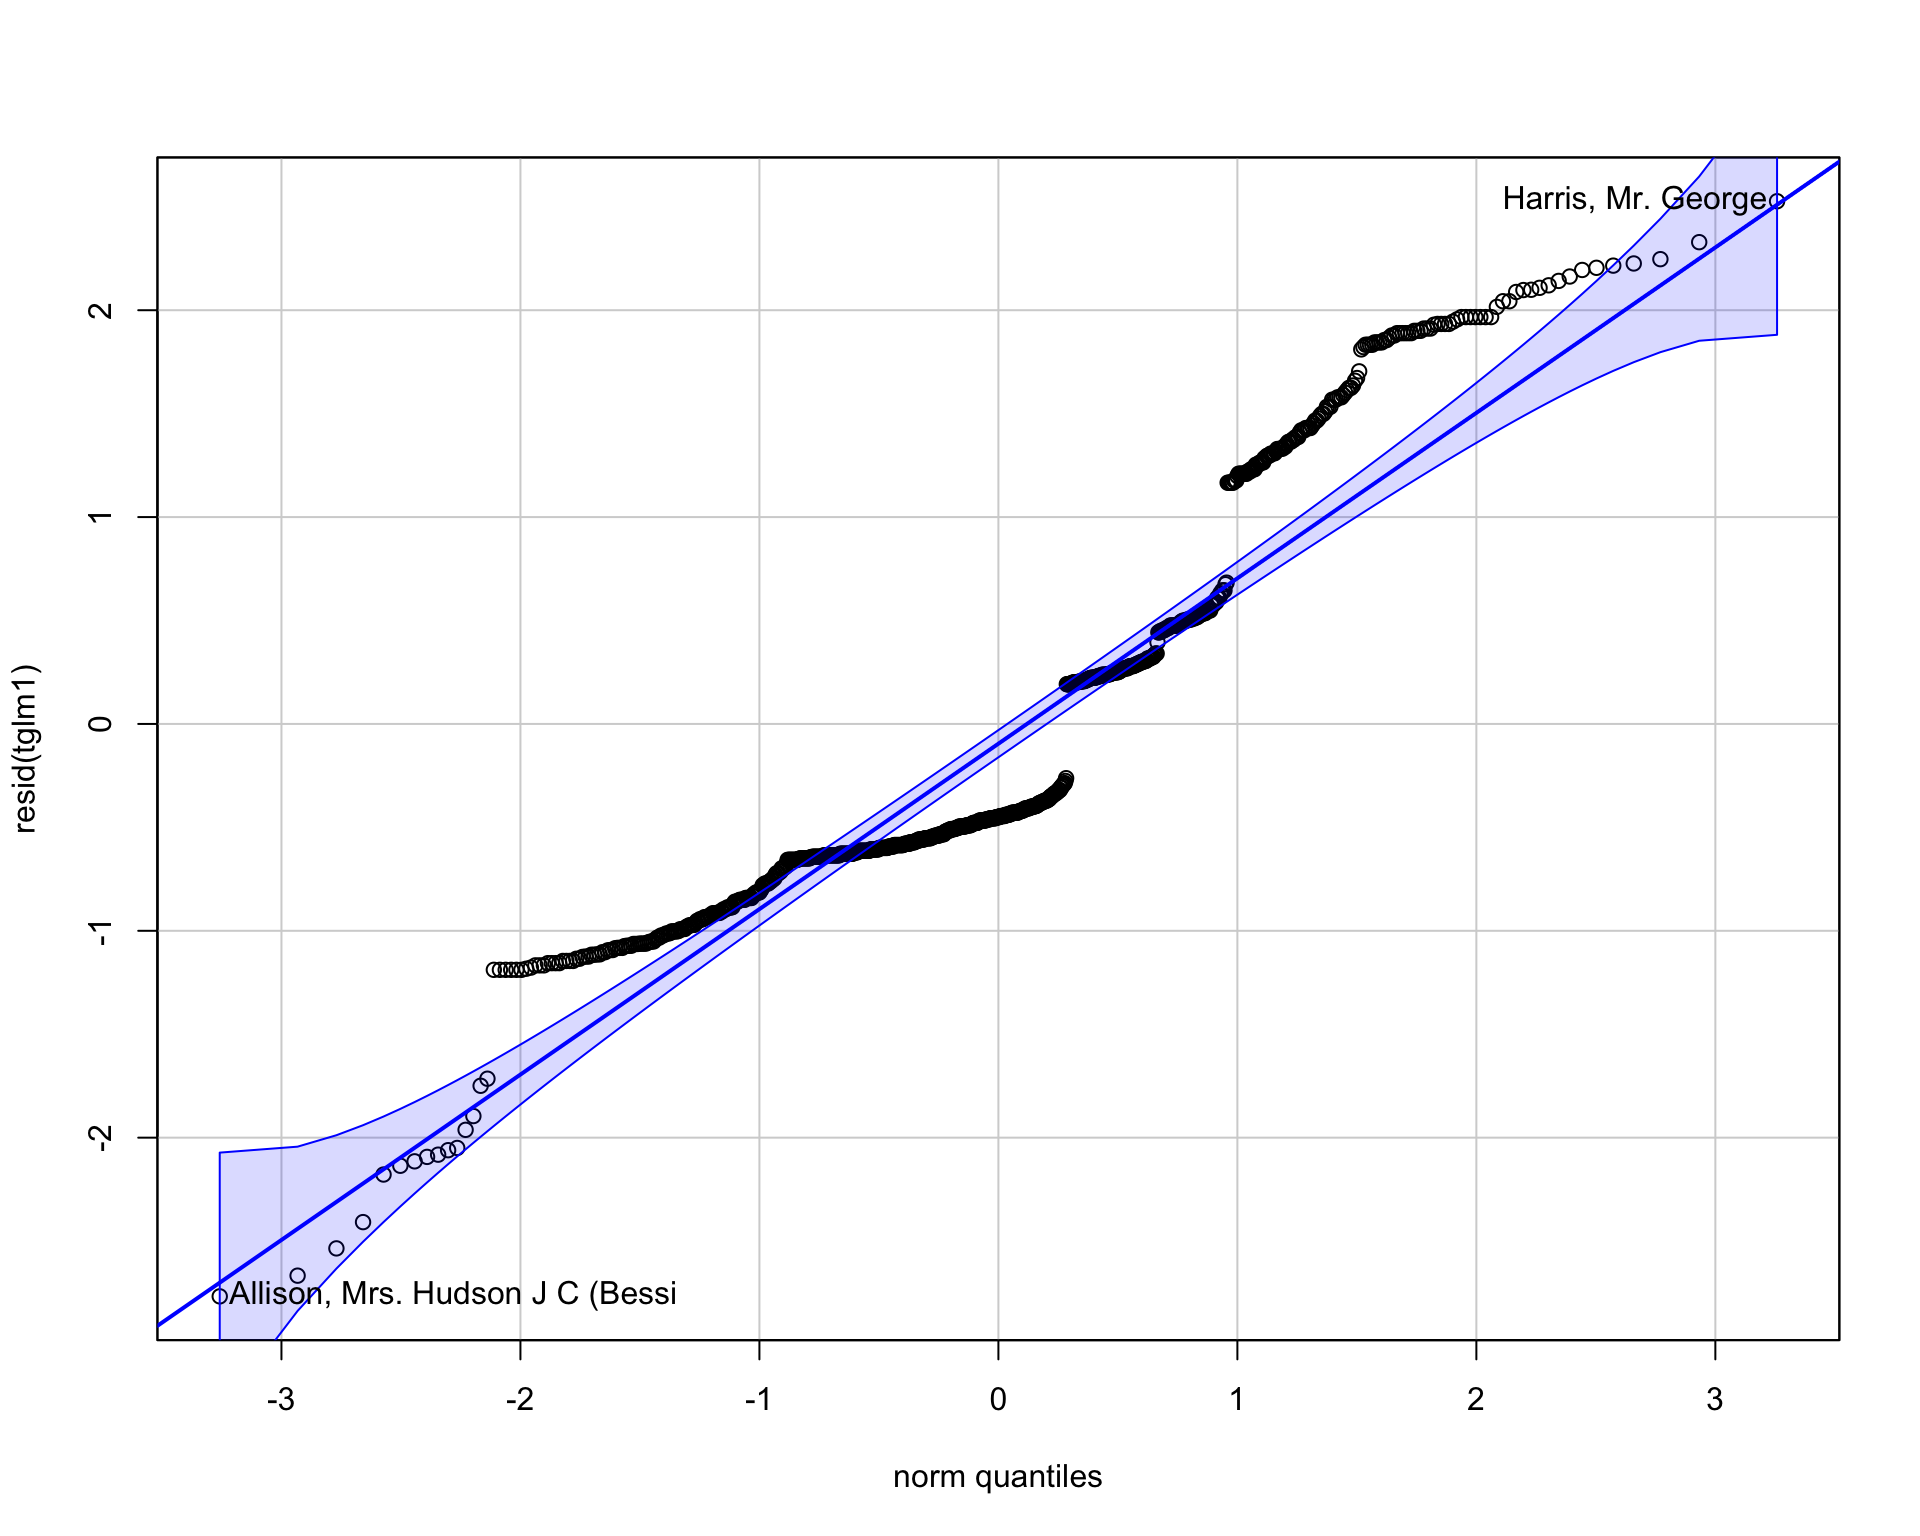 Harris, Mr. George
2
1
0
-1
-2
resid(tglm1)
Allison, Mrs. Hudson J C (Bessi
-3 -2 -1 0 1 2 3
norm quantiles